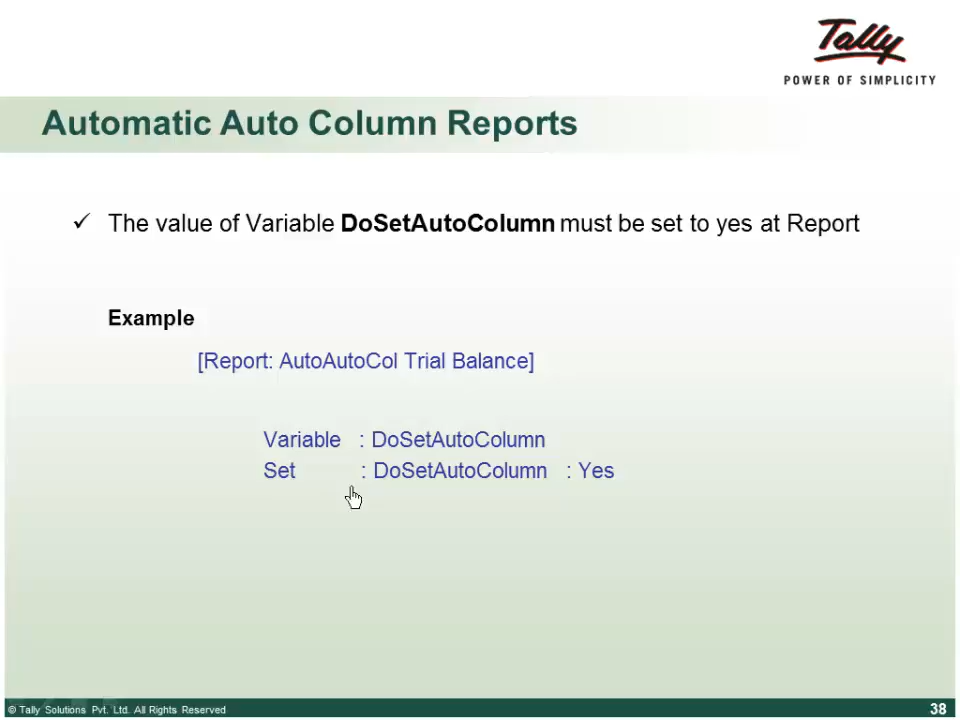 Tally
POWER OF SIMPLICITY
Automatic Auto Column Reports
✓ The value of Variable DoSetAutoColumn must be set to yes at Report
Example
[Report: AutoAutoCol Trial Balance]
Variable : DoSetAutoColumn
Set : DoSetAutoColumn : Yes
© Tally Solutions Pvt. Ltd. All Rights Reserved
38